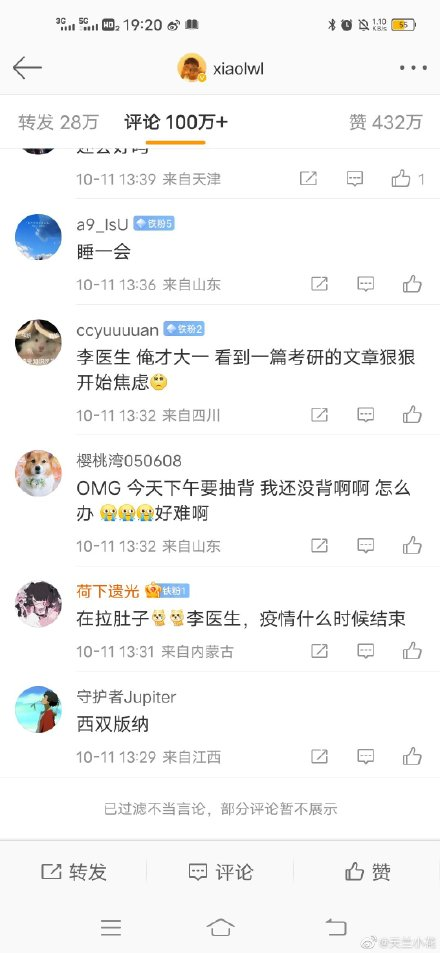 3G 5G HD2 19:20 1.10 KB/s 55
xiaolwl
转发 28万 评论 100万+ 赞 432万
10-11 13:39 来自天津 1
a9_IsU 铁粉5
睡一会
10-11 13:36 来自山东
ccyuuuuan 铁粉2
李医生 俺才大一 看到一篇考研的文章狠狠
开始焦虑
10-11 13:32 来自四川
樱桃湾050608
OMG 今天下午要抽背 我还没背啊啊 怎么
办 好难啊
10-11 13:32 来自山东
荷下遗光 铁粉1
在拉肚子 李医生，疫情什么时候结束
10-11 13:31 来自内蒙古
守护者Jupiter
西双版纳
10-11 13:29 来自江西
已过滤不当言论，部分评论暂不展示
转发 评论 赞
@天兰小花